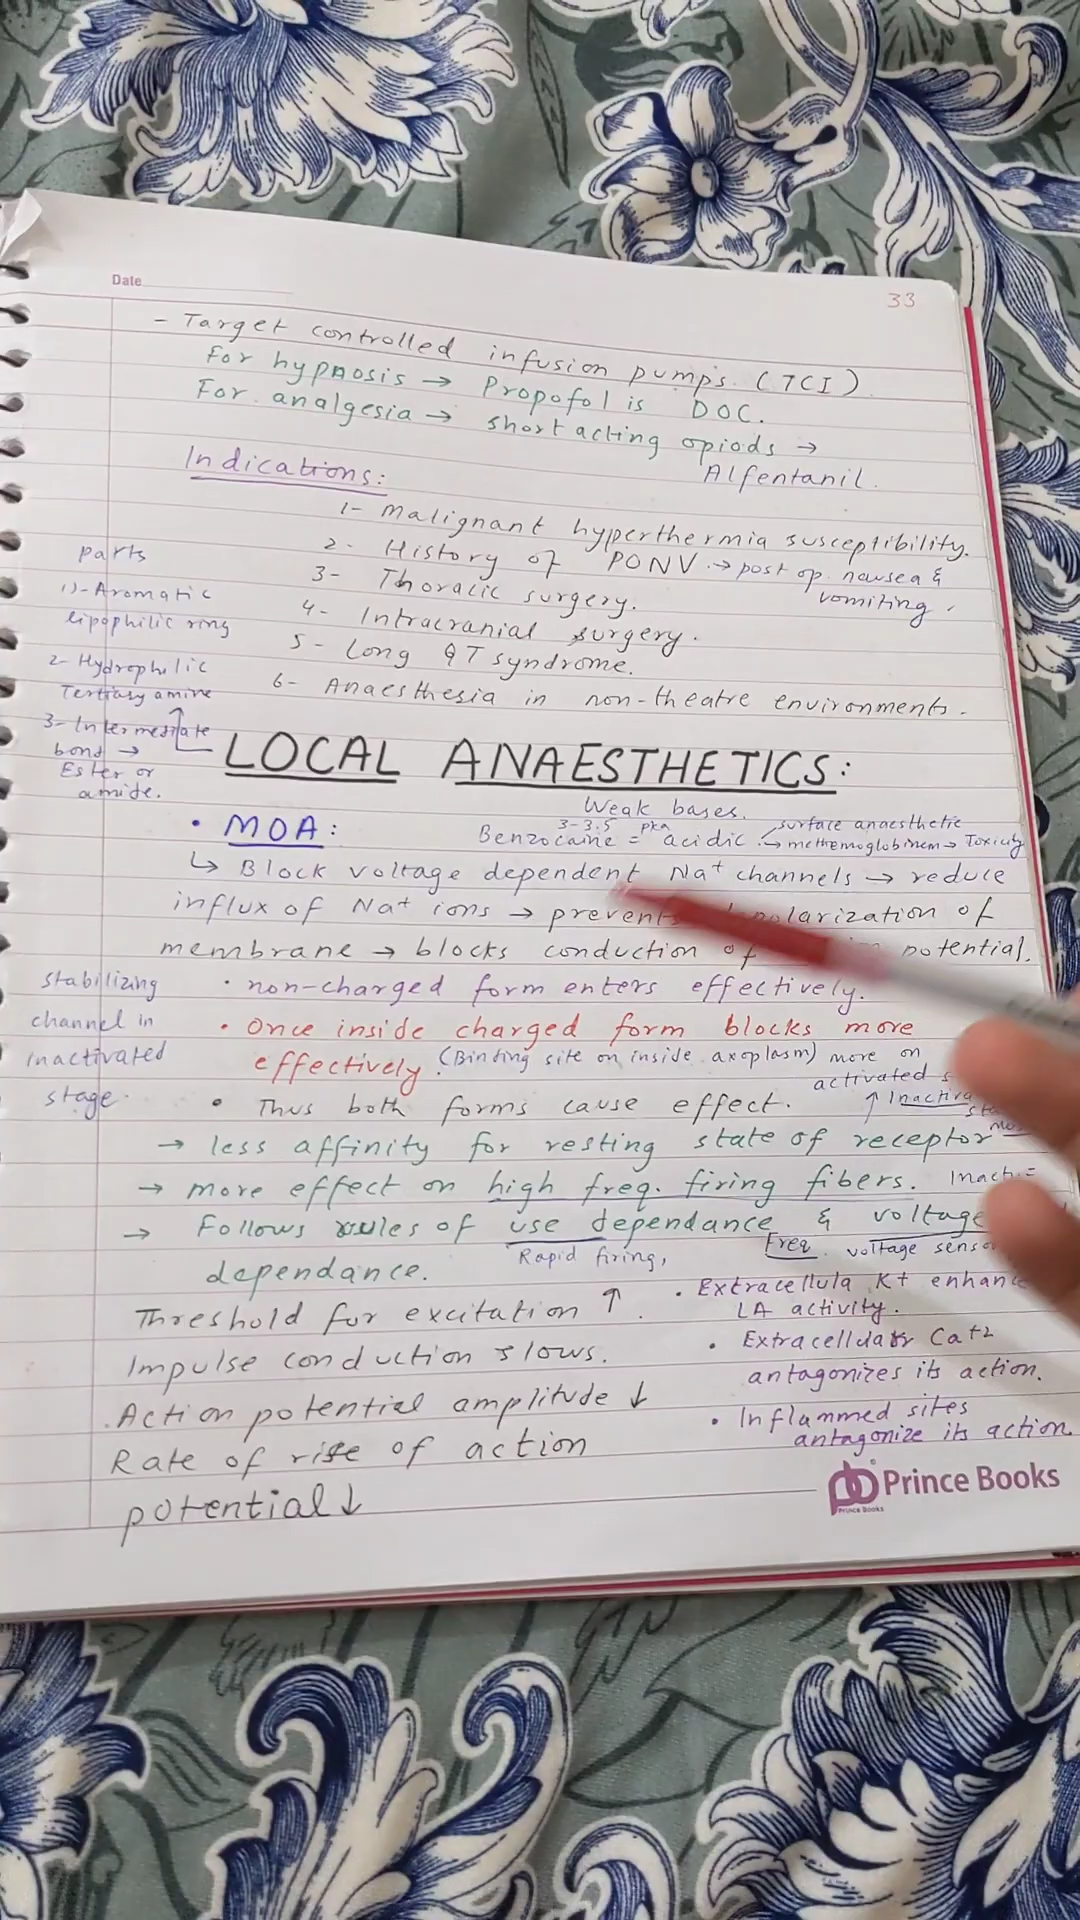 Date
33
- Target controlled infusion pumps. (TCI)
For hypnosis → Propofol is DOC.
For analgesia → short acting opiods →
Alfentanil.
Indications:
1- Malignant hyperthermia susceptibility.
2- History of PONV. → post op. nausea &
vomiting.
3- Thoracic surgery.
4- Intracranial surgery.
5- Long QT syndrome.
6- Anaesthesia in non-theatre environments.
parts
1)- Aromatic
lipophilic ring
2- Hydrophilic
Tertiary amine
3- Intermediate
bond →
Ester or
amide.
LOCAL ANAESTHETICS:
Weak bases.
• MOA:
3-3.5 pka
Benzocaine = acidic. surface anaesthetic
→ methemoglobinem → Toxicity
↳ Block voltage dependent Na+ channels → reduce
influx of Na+ ions → prevents
polarization of
membrane → blocks conduction of
potential.
• non-charged form enters effectively.
• Once inside charged form blocks more
effectively. (Binding site on inside axoplasm) more on
activated
↑ 
• Thus both forms cause effect.
stabilizing
channel in
inactivated
stage.
→ less affinity for resting state of receptor
→ more effect on high freq. firing fibers.
→ Follows rules of use dependance & voltage
Rapid firing, Freq. voltage
dependance.
Threshold for excitation ↑
Impulse conduction slows.
Action potential amplitude ↓
Rate of rise of action
potential ↓
• Extracellula K+ enhance
LA activity.
• Extracellular Ca+2
antagonizes its action.
• Inflammed sites
antagonize its action.
Prince Books
Prince Books